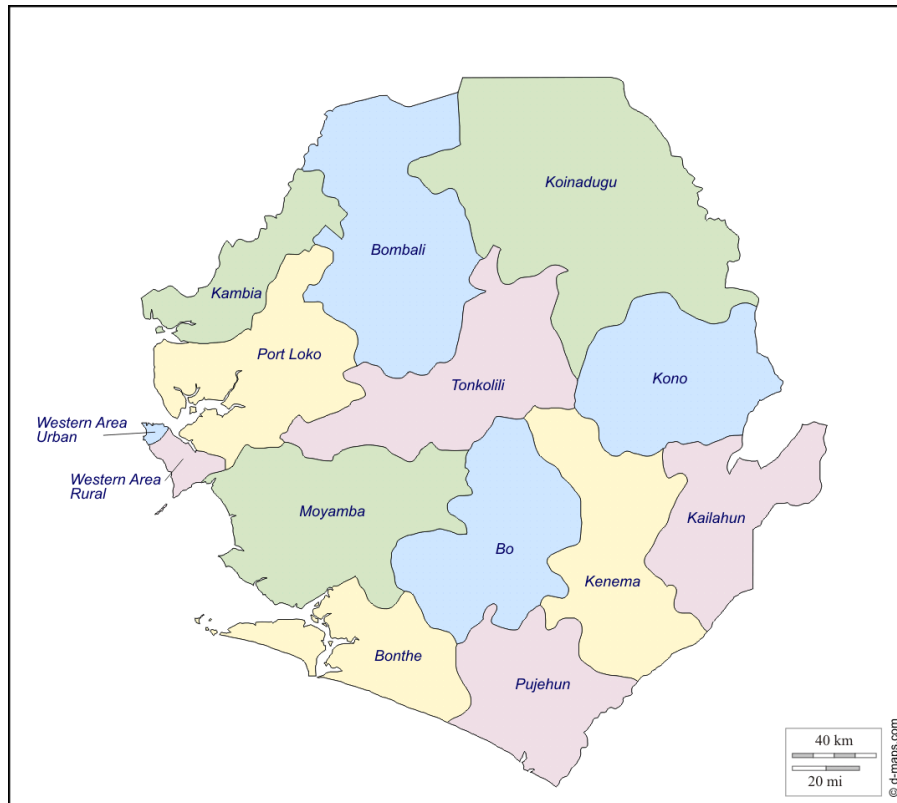 Koinadugu
Bombali
Kambia
Port Loko
Kono
Tonkolili
Western Area
Urban
Western Area
Rural
Moyamba
Kailahun
Bo
Kenema
Bonthe
Pujehun
40 km
20 mi
© d-maps.com